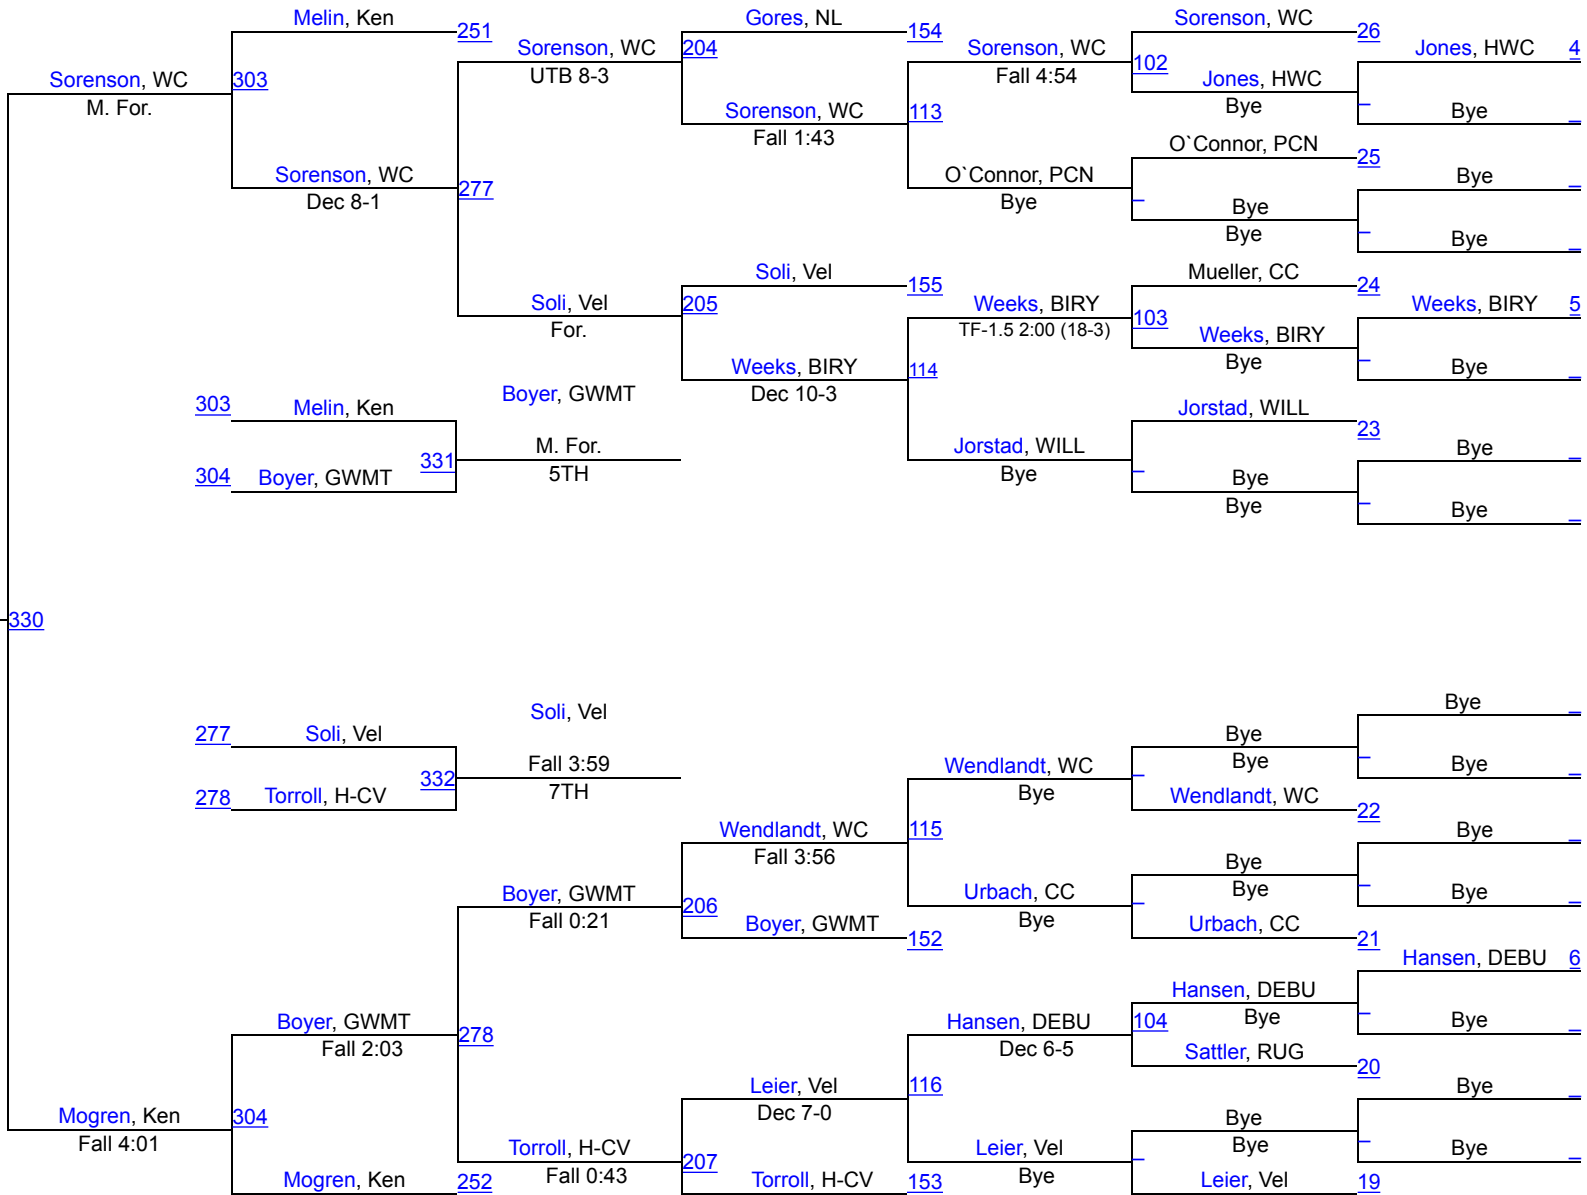 Melin, Ken
Gores, NL
Sorenson, WC
251
154
26
Sorenson, WC
204
Sorenson, WC
Jones, HWC
4
Sorenson, WC
303
UTB 8-3
Fall 4:54
102
Jones, HWC
M. For.
Sorenson, WC
113
Bye
_
Bye
_
Fall 1:43
O`Connor, PCN
25
Sorenson, WC
277
O`Connor, PCN
Bye
_
Dec 8-1
Bye
_
Bye
Bye
_
Bye
_
Soli, Vel
155
Mueller, CC
24
Soli, Vel
205
Weeks, BIRY
103
Weeks, BIRY
5
For.
TF-1.5 2:00 (18-3)
Weeks, BIRY
Weeks, BIRY
114
Bye
_
Bye
_
Boyer, GWMT
Dec 10-3
303
Melin, Ken
Jorstad, WILL
23
M. For.
Jorstad, WILL
Bye
_
331
5TH
Bye
_
304
Boyer, GWMT
Bye
Bye
_
Bye
_
330
Soli, Vel
Bye
_
277
Soli, Vel
Bye
Fall 3:59
Wendlandt, WC
Bye
_
Bye
_
332
7TH
Bye
_
278
Torroll, H-CV
Wendlandt, WC
22
Wendlandt, WC
115
Bye
_
Fall 3:56
Bye
Boyer, GWMT
206
Urbach, CC
Bye
_
Bye
_
Fall 0:21
Boyer, GWMT
152
Bye
_
Urbach, CC
21
Hansen, DEBU
6
Hansen, DEBU
Boyer, GWMT
278
Hansen, DEBU
104
Bye
_
Bye
_
Fall 2:03
Dec 6-5
Sattler, RUG
20
Leier, Vel
116
Bye
_
Mogren, Ken
304
Dec 7-0
Bye
Fall 4:01
Torroll, H-CV
207
Leier, Vel
Bye
_
Bye
_
Fall 0:43
Bye
_
Mogren, Ken
252
Torroll, H-CV
153
Leier, Vel
19